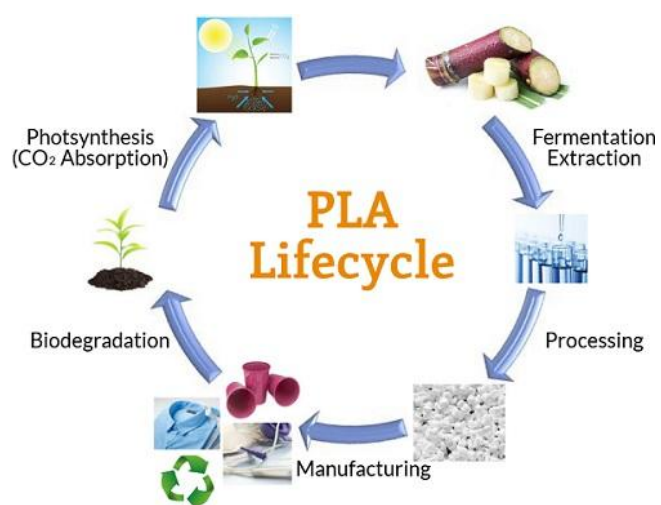 Photsynthesis
(CO₂ Absorption)
Fermentation
Extraction
PLA
Lifecycle
Biodegradation
Processing
Manufacturing